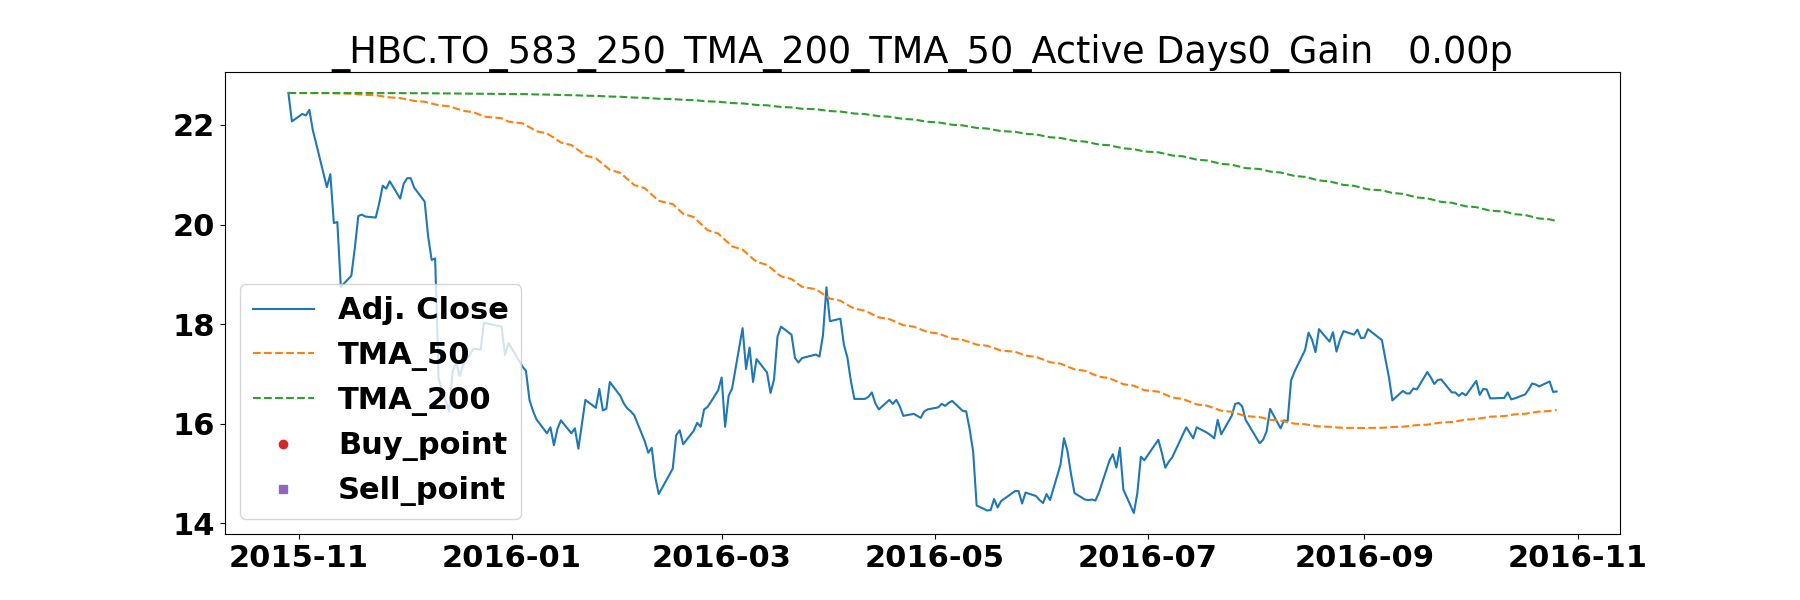 _HBC.TO_583_250_TMA_200_TMA_50_Active Days0_Gain   0.00p
22
20
18
16
14
Adj. Close
TMA_50
TMA_200
Buy_point
Sell_point
2015-11 2016-01 2016-03 2016-05 2016-07 2016-09 2016-11